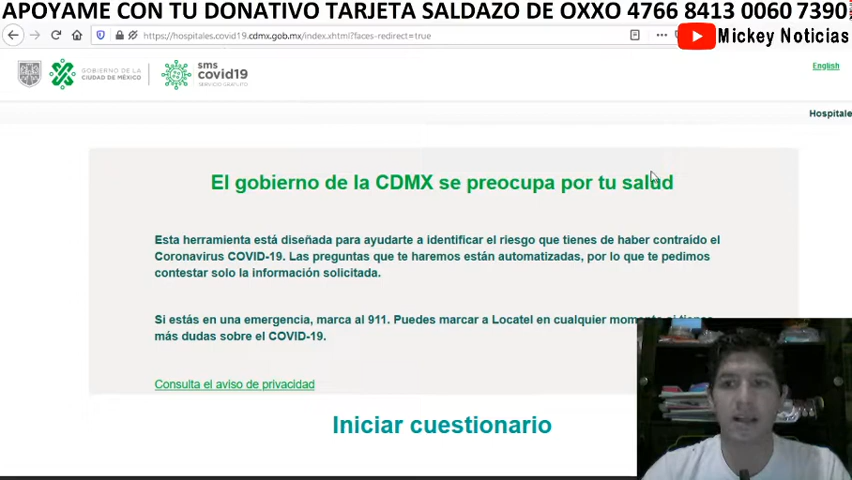 APOYAME CON TU DONATIVO TARJETA SALDAZO DE OXXO 4766 8413 0060 7390
https://hospitales.covid19.cdmx.gob.mx/index.xhtml?faces-redirect=true
Mickey Noticias
GOBIERNO DE LA
CIUDAD DE MÉXICO
sms
covid19
SERVICIO GRATUITO
English
Hospitale
El gobierno de la CDMX se preocupa por tu salud
Esta herramienta está diseñada para ayudarte a identificar el riesgo que tienes de haber contraído el
Coronavirus COVID-19. Las preguntas que te haremos están automatizadas, por lo que te pedimos
contestar solo la información solicitada.
Si estás en una emergencia, marca al 911. Puedes marcar a Locatel en cualquier momento si tienes
más dudas sobre el COVID-19.
Consulta el aviso de privacidad
Iniciar cuestionario